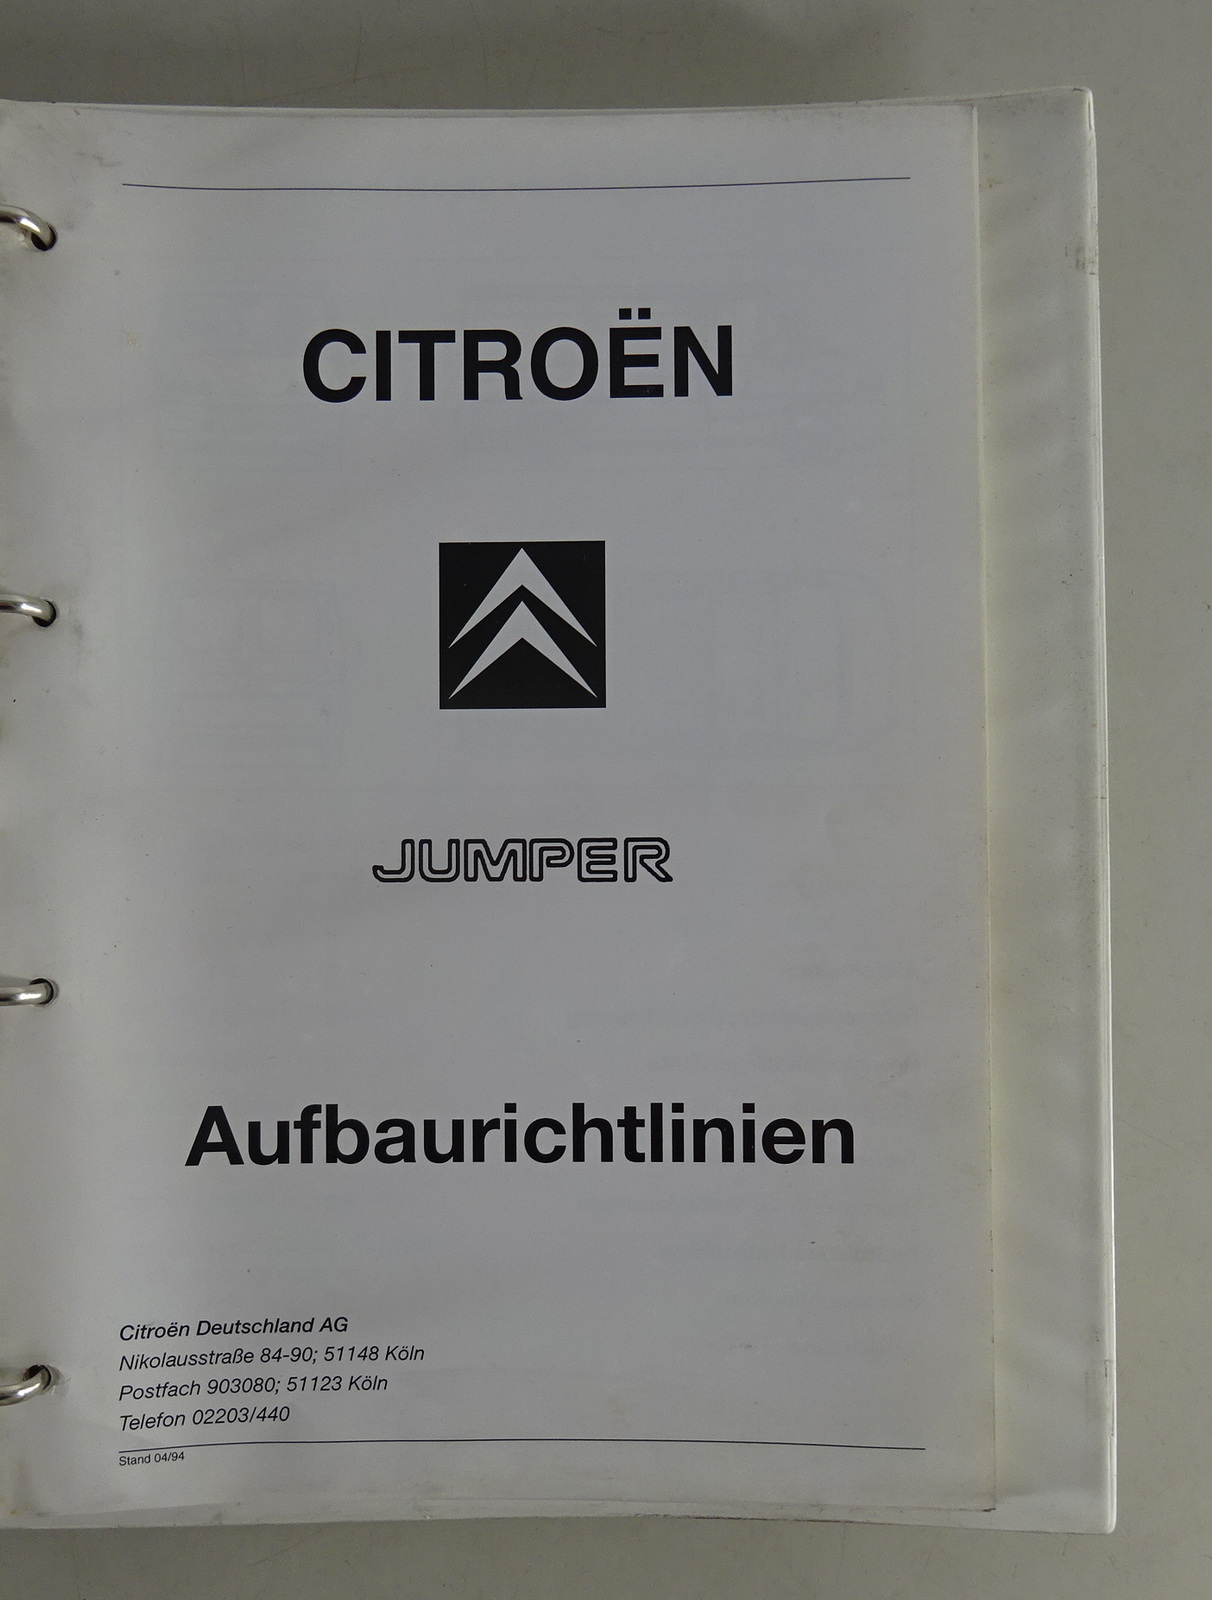 CITROËN
JUMPER
Aufbaurichtlinien
Citroën Deutschland AG
Nikolausstraße 84-90; 51148 Köln
Postfach 903080; 51123 Köln
Telefon 02203/440
Stand 04/94